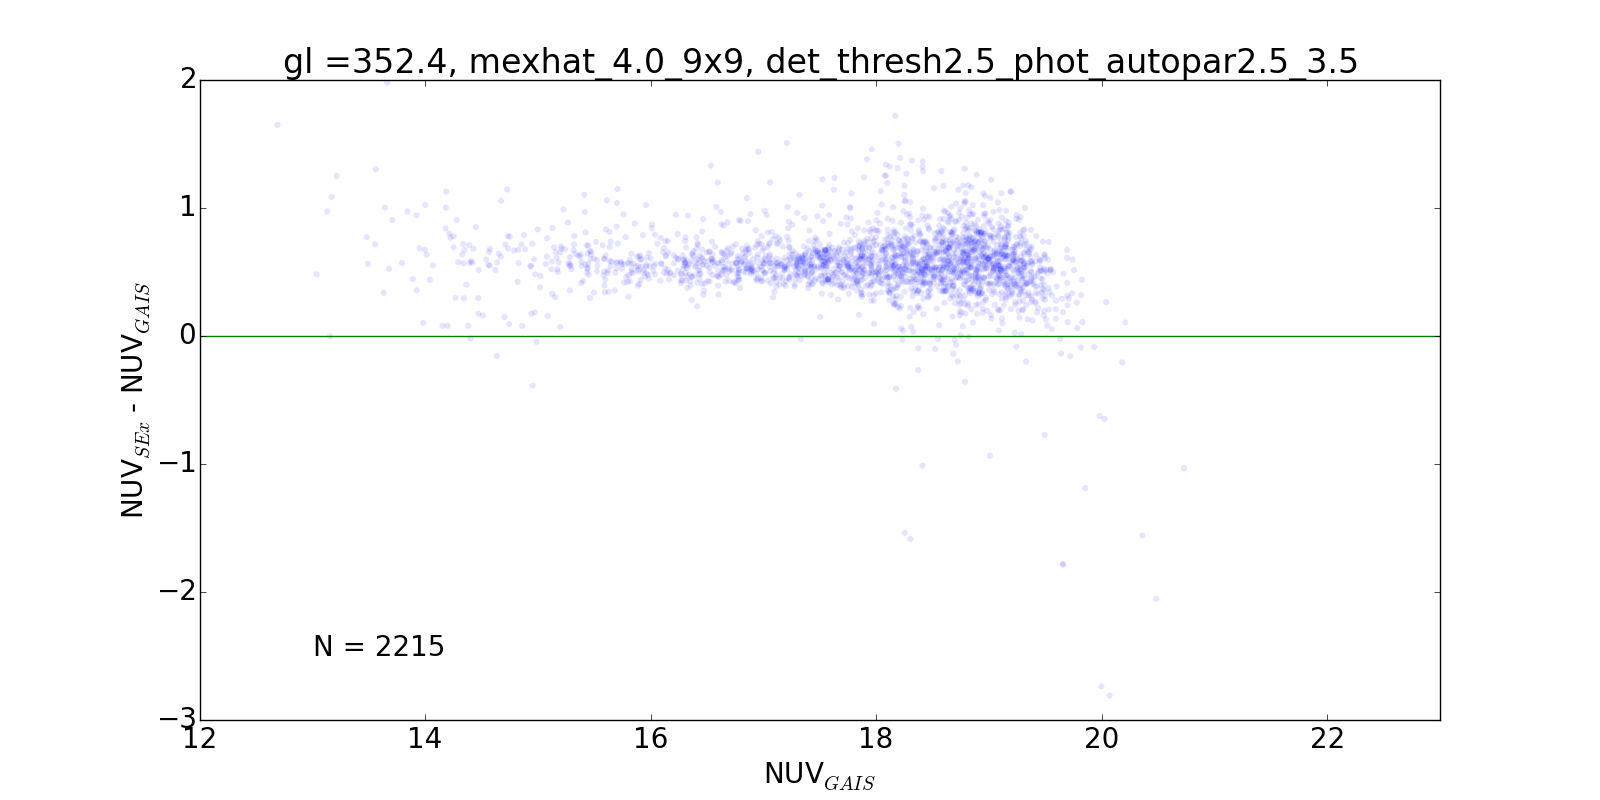 gl =352.4, mexhat_4.0_9x9, det_thresh2.5_phot_autopar2.5_3.5
2
1
0
−1
−2
−3
NUV_SEx - NUV_GAIS
N = 2215
12 14 16 18 20 22
NUV_GAIS